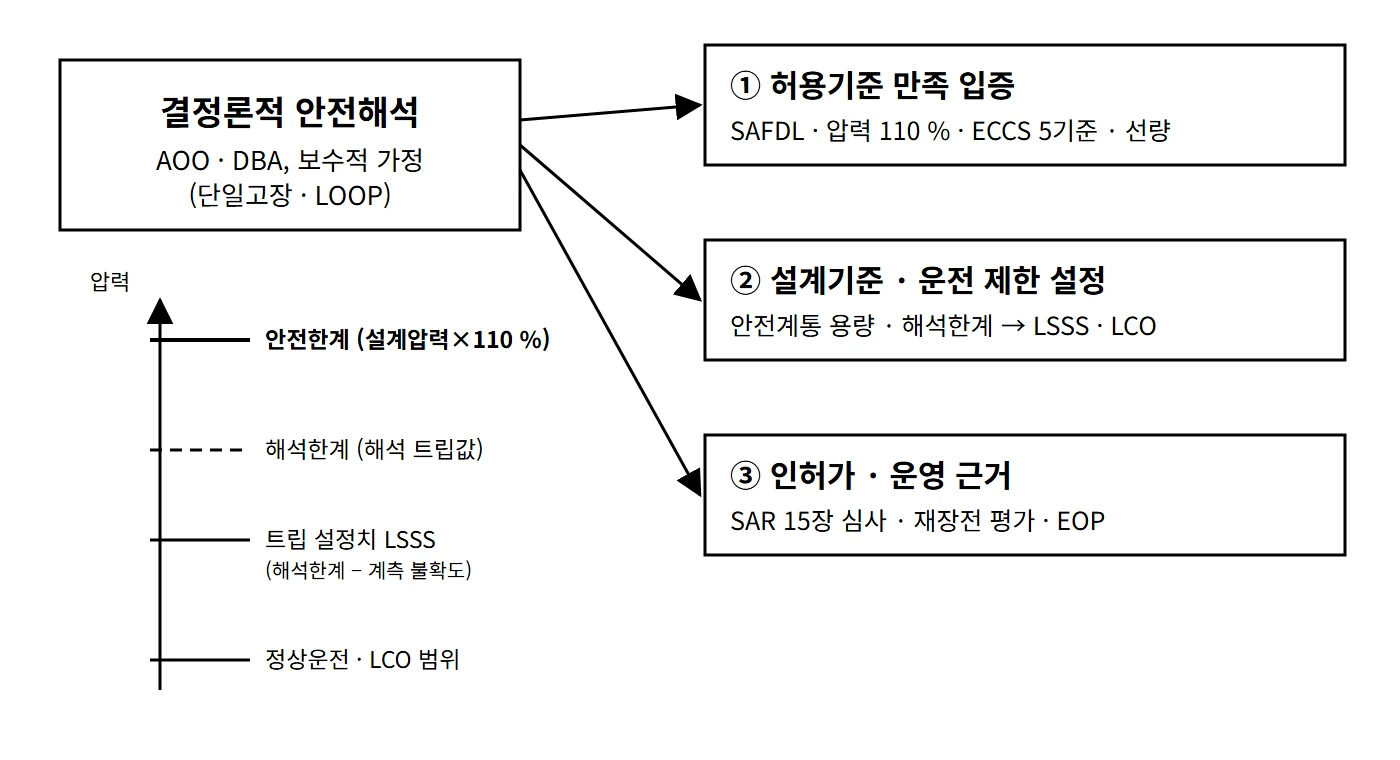 결정론적 안전해석
AOO · DBA, 보수적 가정
(단일고장 · LOOP)
① 허용기준 만족 입증
SAFDL · 압력 110 % · ECCS 5기준 · 선량
② 설계기준 · 운전 제한 설정
안전계통 용량 · 해석한계 → LSSS · LCO
③ 인허가 · 운영 근거
SAR 15장 심사 · 재장전 평가 · EOP
압력
안전한계 (설계압력×110 %)
해석한계 (해석 트립값)
트립 설정치 LSSS
(해석한계 − 계측 불확도)
정상운전 · LCO 범위